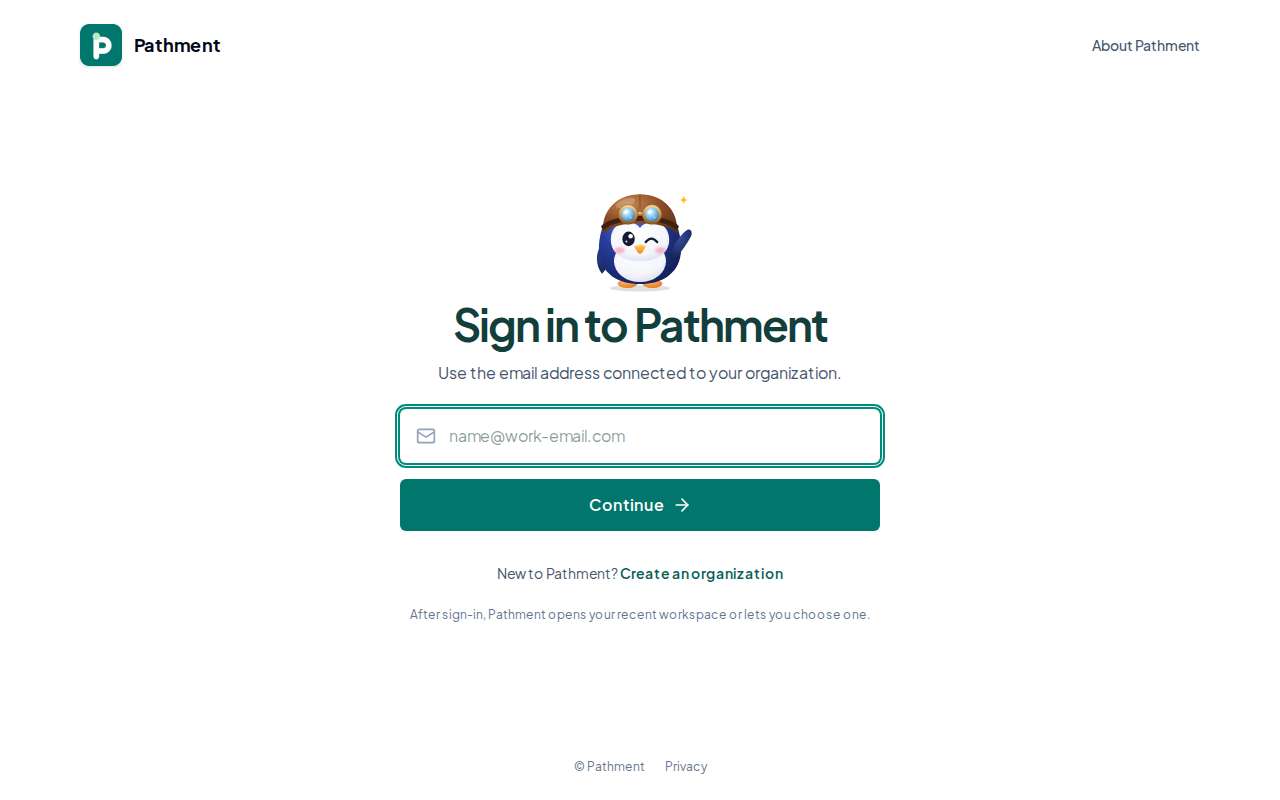 Pathment
About Pathment
Sign in to Pathment
Use the email address connected to your organization.
name@work-email.com
Continue →
New to Pathment? Create an organization
After sign-in, Pathment opens your recent workspace or lets you choose one.
© Pathment Privacy